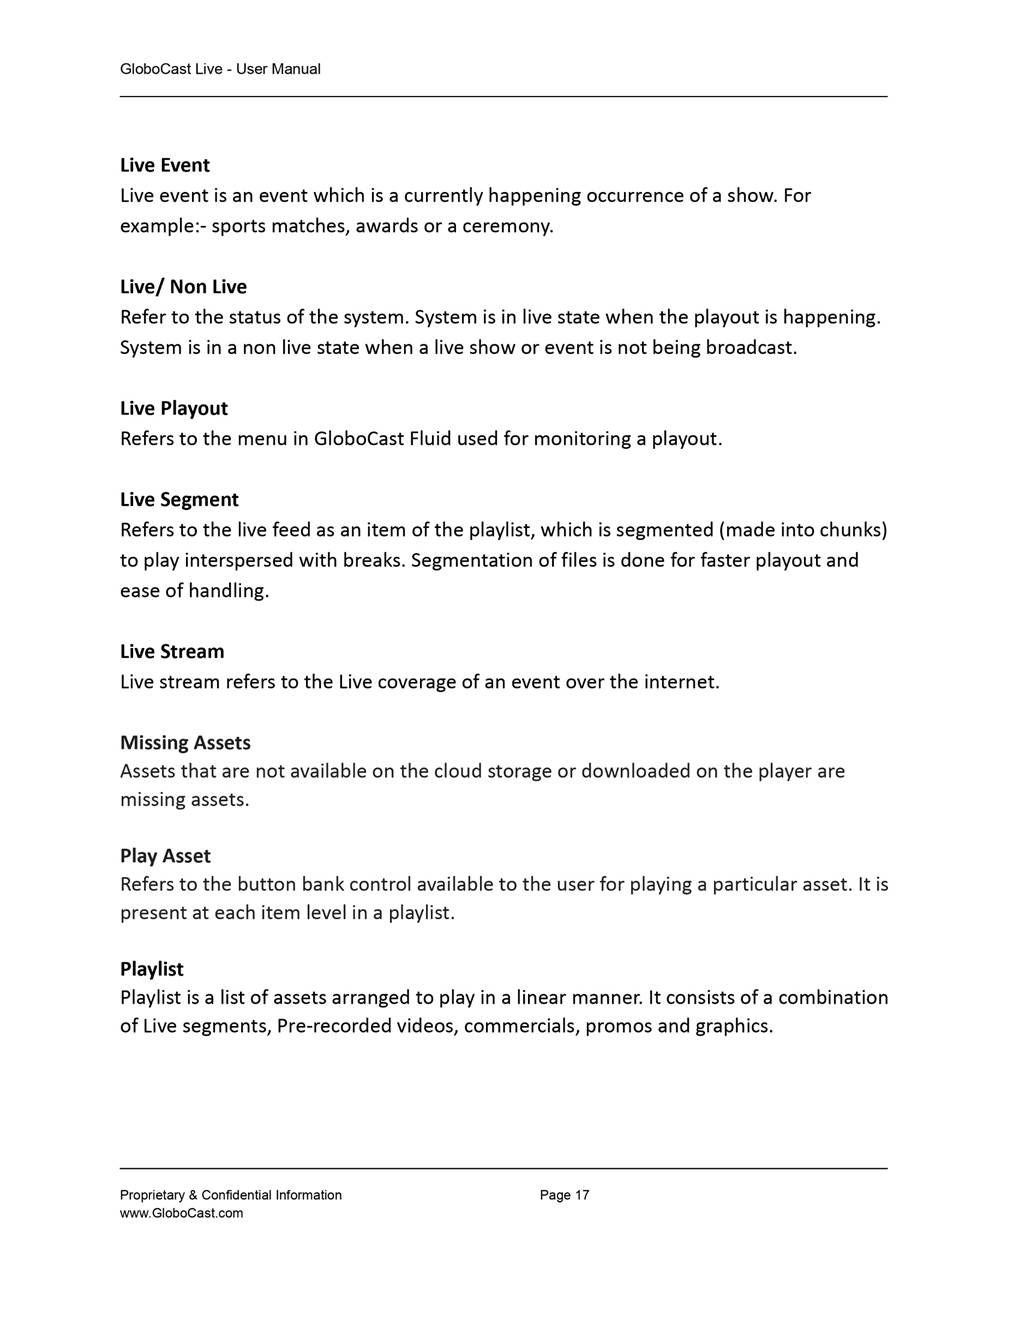 GloboCast Live - User Manual
Live Event
Live event is an event which is a currently happening occurrence of a show. For
example:- sports matches, awards or a ceremony.
Live/ Non Live
Refer to the status of the system. System is in live state when the playout is happening.
System is in a non live state when a live show or event is not being broadcast.
Live Playout
Refers to the menu in GloboCast Fluid used for monitoring a playout.
Live Segment
Refers to the live feed as an item of the playlist, which is segmented (made into chunks)
to play interspersed with breaks. Segmentation of files is done for faster playout and
ease of handling.
Live Stream
Live stream refers to the Live coverage of an event over the internet.
Missing Assets
Assets that are not available on the cloud storage or downloaded on the player are
missing assets.
Play Asset
Refers to the button bank control available to the user for playing a particular asset. It is
present at each item level in a playlist.
Playlist
Playlist is a list of assets arranged to play in a linear manner. It consists of a combination
of Live segments, Pre-recorded videos, commercials, promos and graphics.
Proprietary & Confidential Information Page 17
www.GloboCast.com